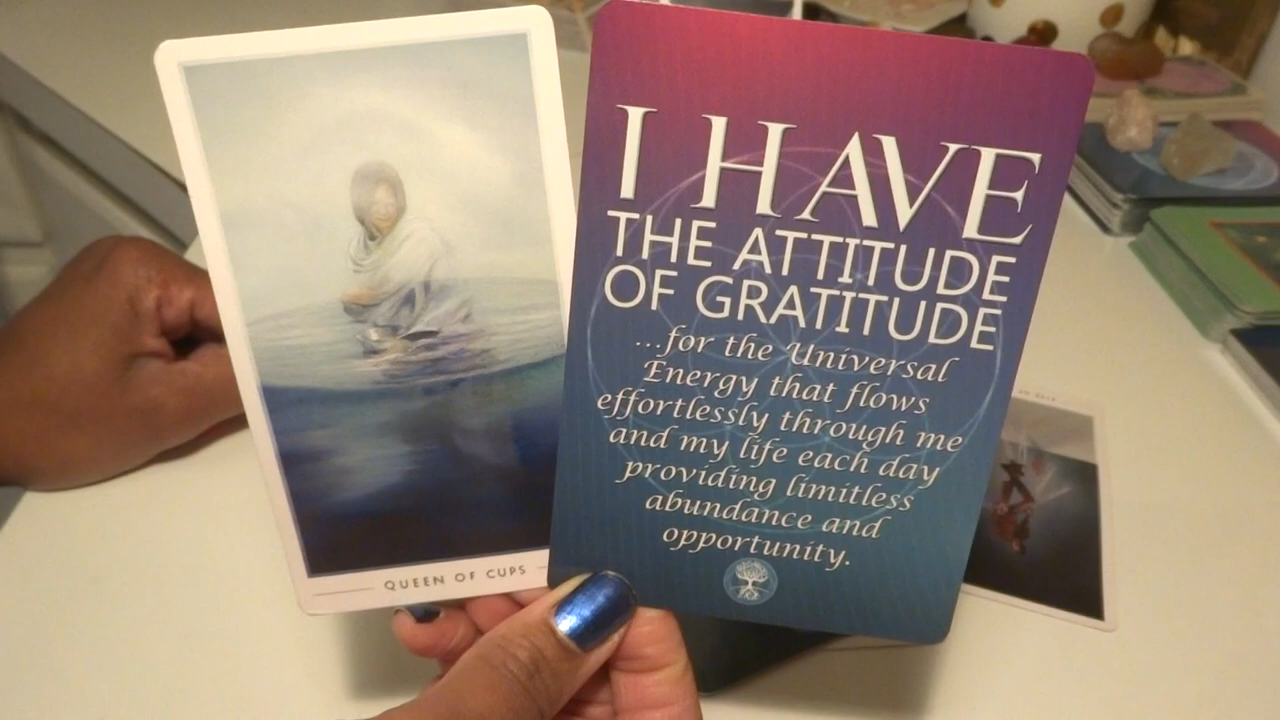 QUEEN OF CUPS
I HAVE
THE ATTITUDE
OF GRATITUDE
...for the Universal
Energy that flows
effortlessly through me
and my life each day
providing limitless
abundance and
opportunity.